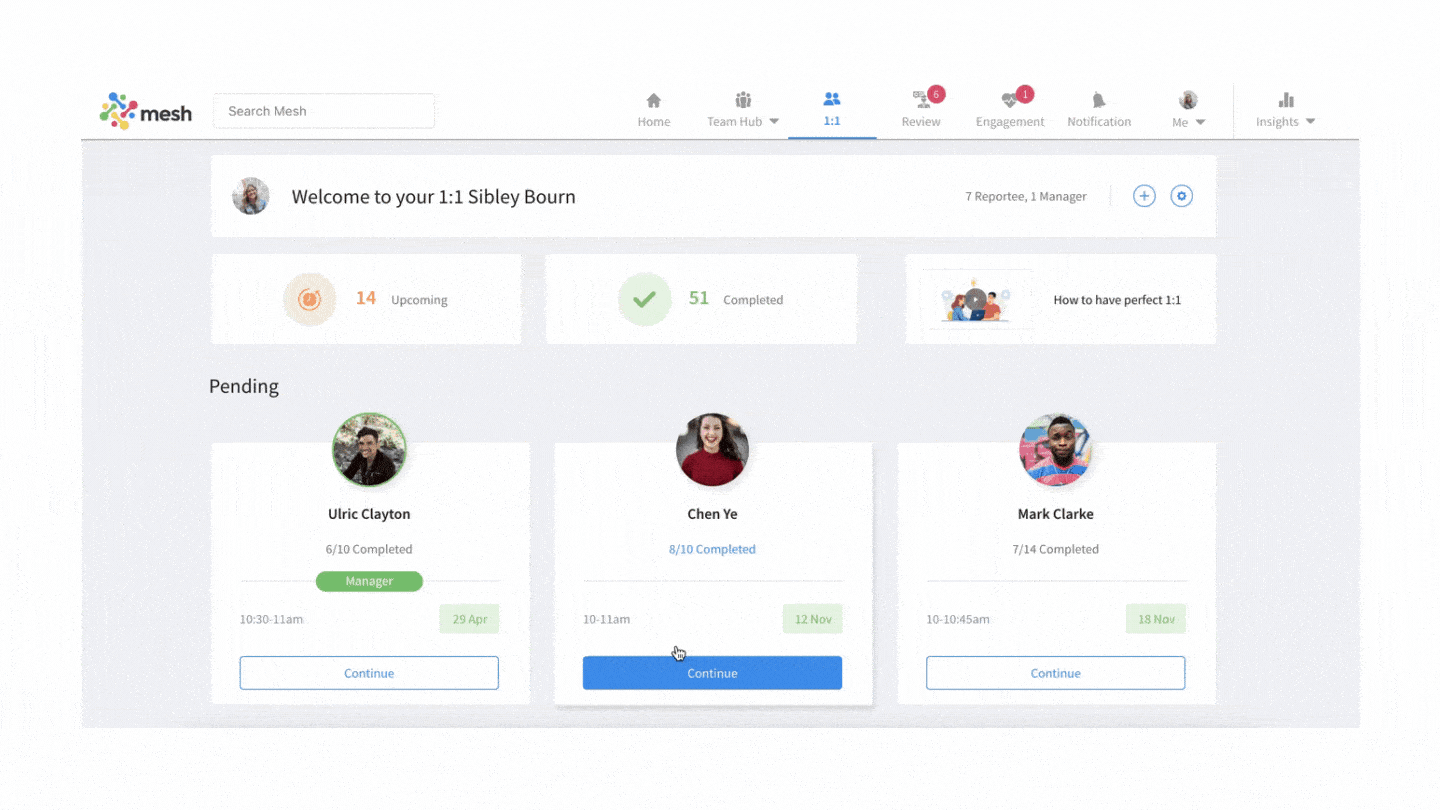 mesh
Search Mesh
Home
Team Hub
1:1
6
Review
1
Engagement
Notification
Me
Insights
Welcome to your 1:1 Sibley Bourn
7 Reportee, 1 Manager
14 Upcoming
51 Completed
How to have perfect 1:1
Pending
Ulric Clayton
6/10 Completed
Manager
10:30-11am
29 Apr
Continue
Chen Ye
8/10 Completed
10-11am
12 Nov
Continue
Mark Clarke
7/14 Completed
10-10:45am
18 Nov
Continue